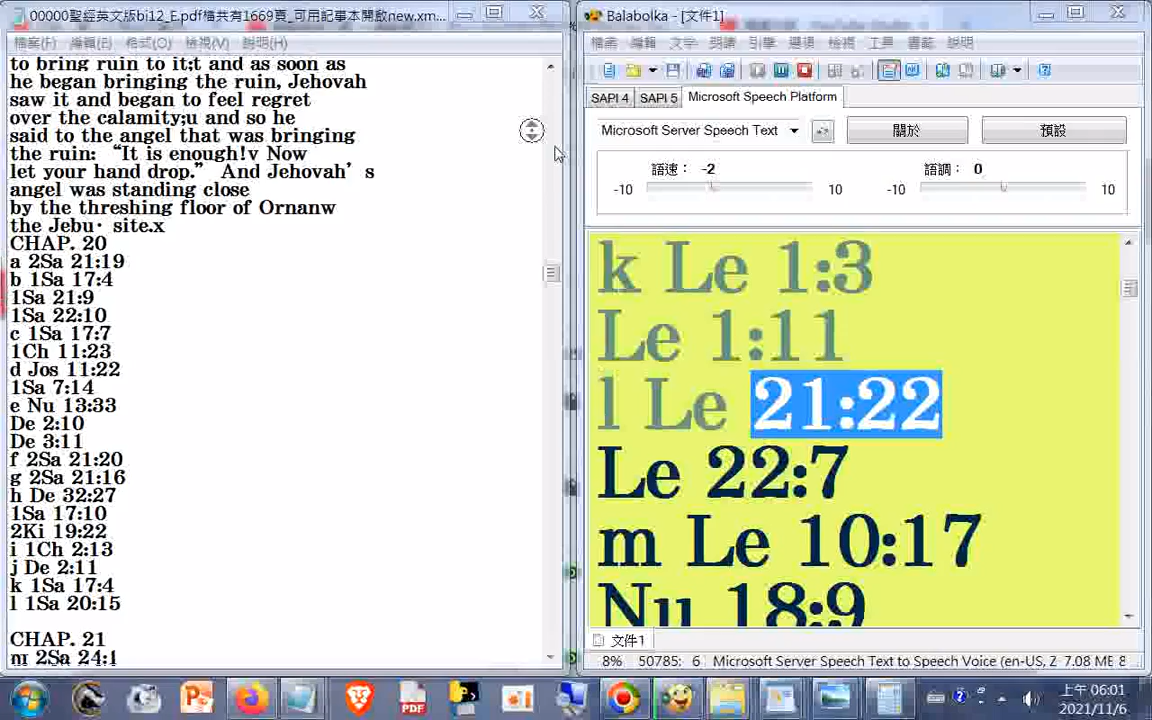 00000聖經英文版bi12_E.pdf檔共有1669頁_可用記事本開啟new.xm...
檔案(F) 編輯(E) 格式(O) 檢視(V) 說明(H)
to bring ruin to it;t and as soon as
he began bringing the ruin, Jehovah
saw it and began to feel regret
over the calamity;u and so he
said to the angel that was bringing
the ruin: “It is enough!v Now
let your hand drop.” And Jehovah’s
angel was standing close
by the threshing floor of Ornanw
the Jebu·site.x
CHAP. 20
a 2Sa 21:19
b 1Sa 17:4
1Sa 21:9
1Sa 22:10
c 1Sa 17:7
1Ch 11:23
d Jos 11:22
1Sa 7:14
e Nu 13:33
De 2:10
De 3:11
f 2Sa 21:20
g 2Sa 21:16
h De 32:27
1Sa 17:10
2Ki 19:22
i 1Ch 2:13
j De 2:11
k 1Sa 17:4
l 1Sa 20:15
CHAP. 21
m 2Sa 24:1
Balabolka - [文件1]
檔案 編輯 文字 朗讀 引擎 選項 檢視 工具 書籤 說明
SAPI 4 SAPI 5 Microsoft Speech Platform
Microsoft Server Speech Text 關於 預設
語速： -2 語調： 0
-10 10 -10 10
k Le 1:3
Le 1:11
l Le 21:22
Le 22:7
m Le 10:17
Nu 18:9
文件1
8% 50785: 6 Microsoft Server Speech Text to Speech Voice (en-US, Z 7.08 MB 8
PDF
上午 06:01
2021/11/6